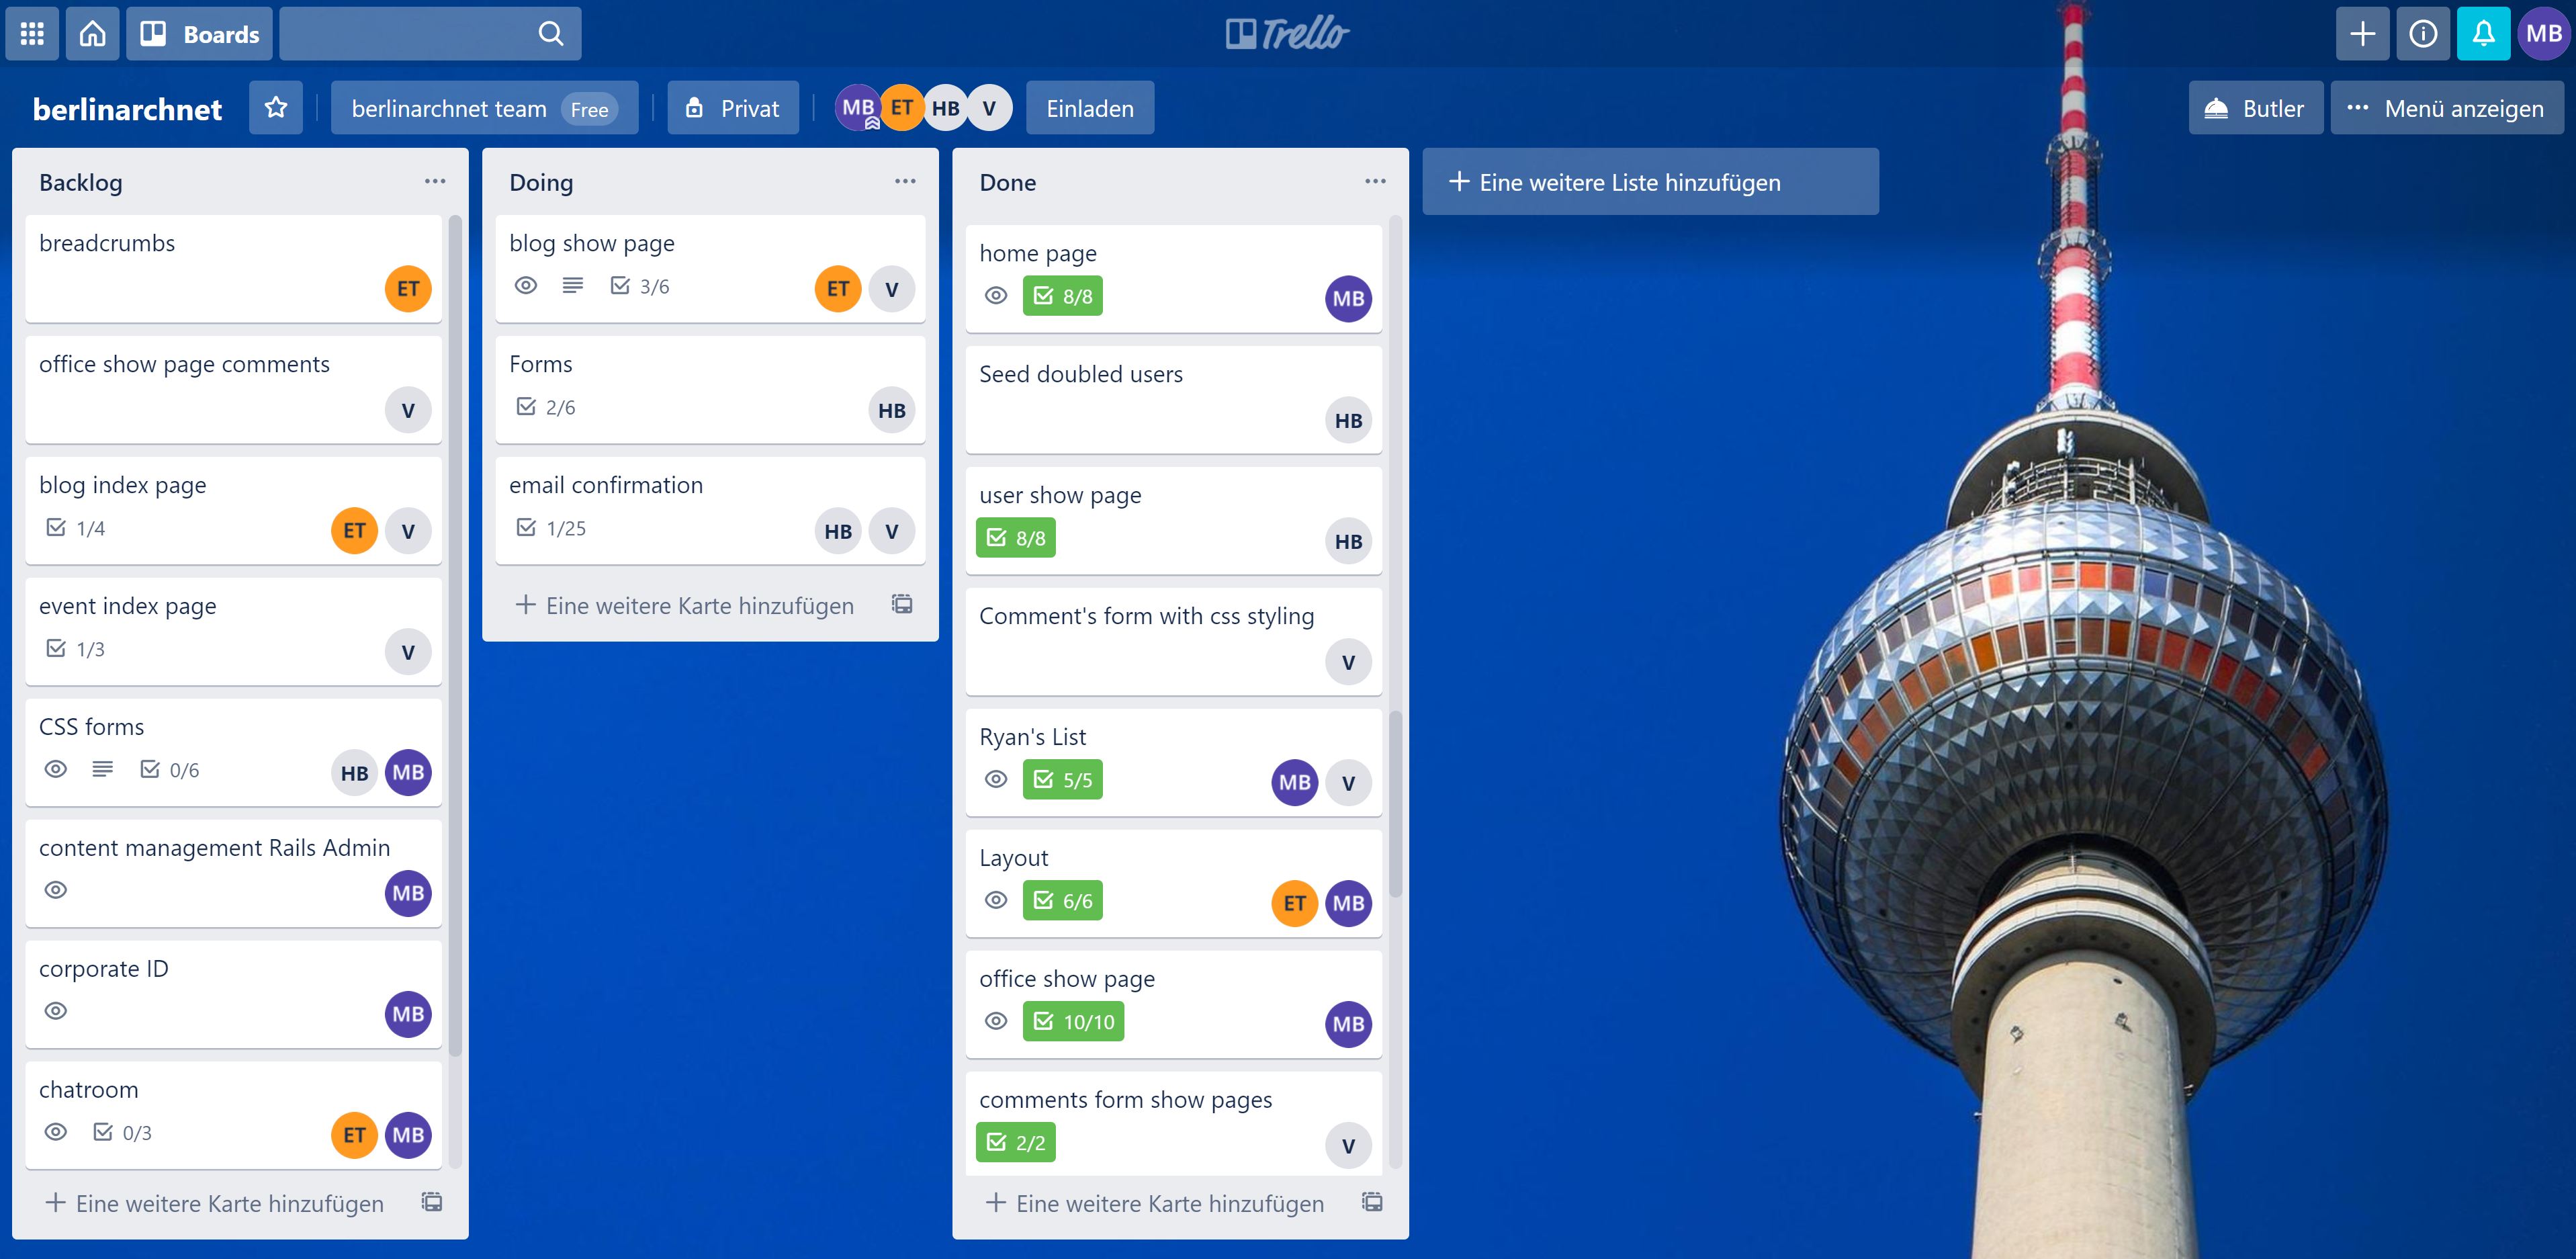 Boards
Trello
MB
berlinarchnet
berlinarchnet team Free
Privat
MB ET HB V
Einladen
Butler
Menü anzeigen
Backlog
breadcrumbs
ET
office show page comments
V
blog index page
1/4
ET V
event index page
1/3
V
CSS forms
0/6
HB MB
content management Rails Admin
MB
corporate ID
MB
chatroom
0/3
ET MB
Eine weitere Karte hinzufügen
Doing
blog show page
3/6
ET V
Forms
2/6
HB
email confirmation
1/25
HB V
Eine weitere Karte hinzufügen
Done
home page
8/8
MB
Seed doubled users
HB
user show page
8/8
HB
Comment's form with css styling
V
Ryan's List
5/5
MB V
Layout
6/6
ET MB
office show page
10/10
MB
comments form show pages
2/2
V
Eine weitere Karte hinzufügen
Eine weitere Liste hinzufügen